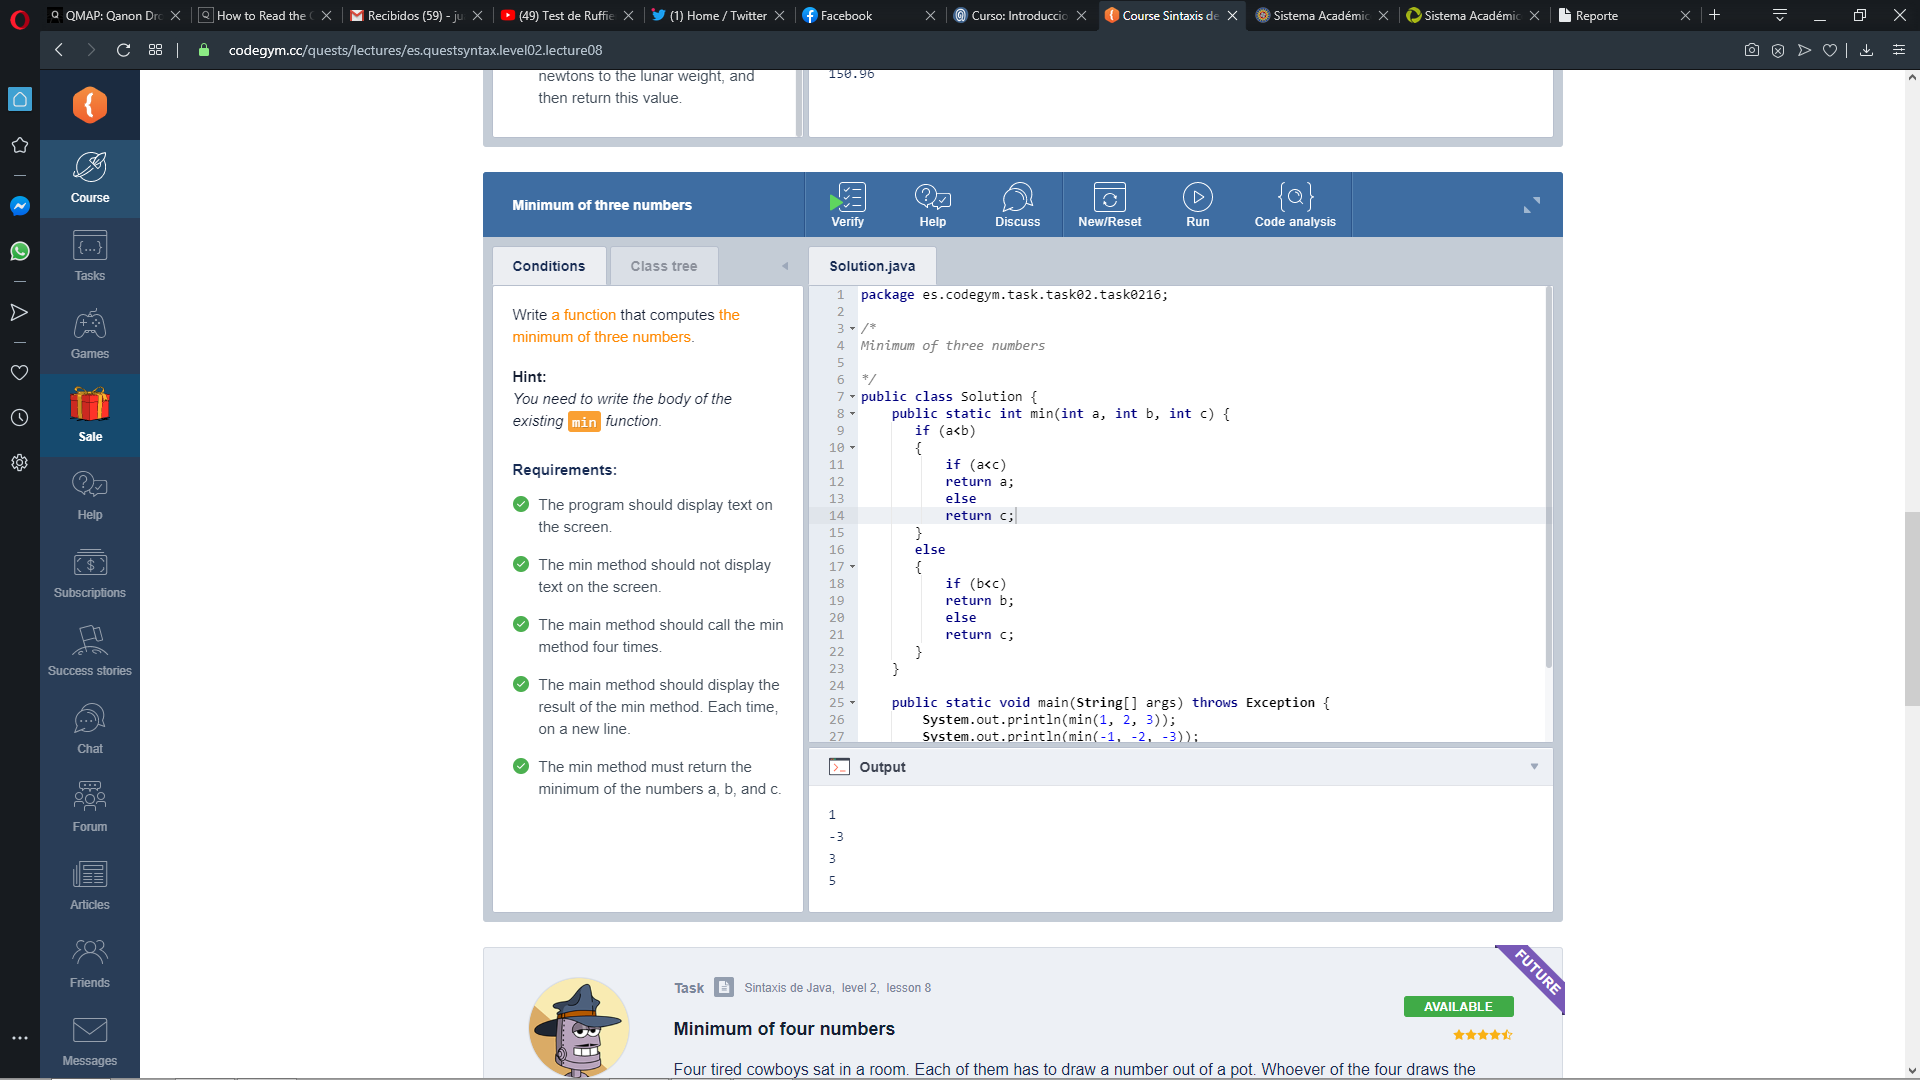 QMAP: Qanon Dro
How to Read the C
Recibidos (59) - ju
(49) Test de Ruffie
(1) Home / Twitter
Facebook
Curso: Introducció
Course Sintaxis de
Sistema Académic
Sistema Académic
Reporte
codegym.cc/quests/lectures/es.questsyntax.level02.lecture08
Course
Tasks
Games
Sale
Help
Subscriptions
Success stories
Chat
Forum
Articles
Friends
Messages
newtons to the lunar weight, and
then return this value.
150.96
Minimum of three numbers
Verify
Help
Discuss
New/Reset
Run
Code analysis
Conditions
Class tree
Solution.java
Write a function that computes the
minimum of three numbers.
Hint:
You need to write the body of the
existing min function.
Requirements:
The program should display text on
the screen.
The min method should not display
text on the screen.
The main method should call the min
method four times.
The main method should display the
result of the min method. Each time,
on a new line.
The min method must return the
minimum of the numbers a, b, and c.
1 package es.codegym.task.task02.task0216;
2
3 /*
4 Minimum of three numbers
5
6 */
7 public class Solution {
8 public static int min(int a, int b, int c) {
9 if (a<b)
10 {
11 if (a<c)
12 return a;
13 else
14 return c;
15 }
16 else
17 {
18 if (b<c)
19 return b;
20 else
21 return c;
22 }
23 }
24
25 public static void main(String[] args) throws Exception {
26 System.out.println(min(1, 2, 3));
27 System.out.println(min(-1, -2, -3));
Output
1
-3
3
5
FUTURE
Task Sintaxis de Java, level 2, lesson 8
AVAILABLE
Minimum of four numbers
Four tired cowboys sat in a room. Each of them has to draw a number out of a pot. Whoever of the four draws the